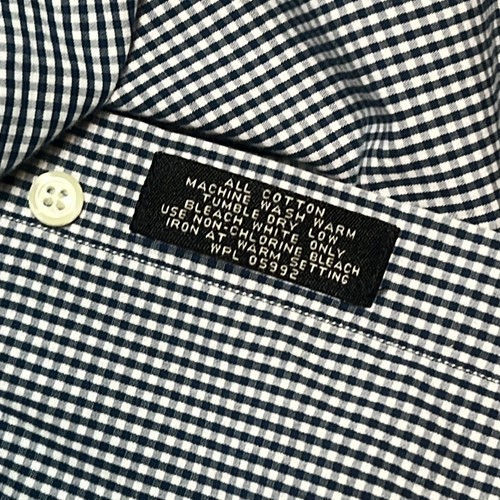 ALL COTTON
MACHINE WASH WARM
TUMBLE DRY LOW
BLEACH WHITE ONLY
USE NON-CHLORINE BLEACH
IRON AT WARM SETTING
WPL 05992